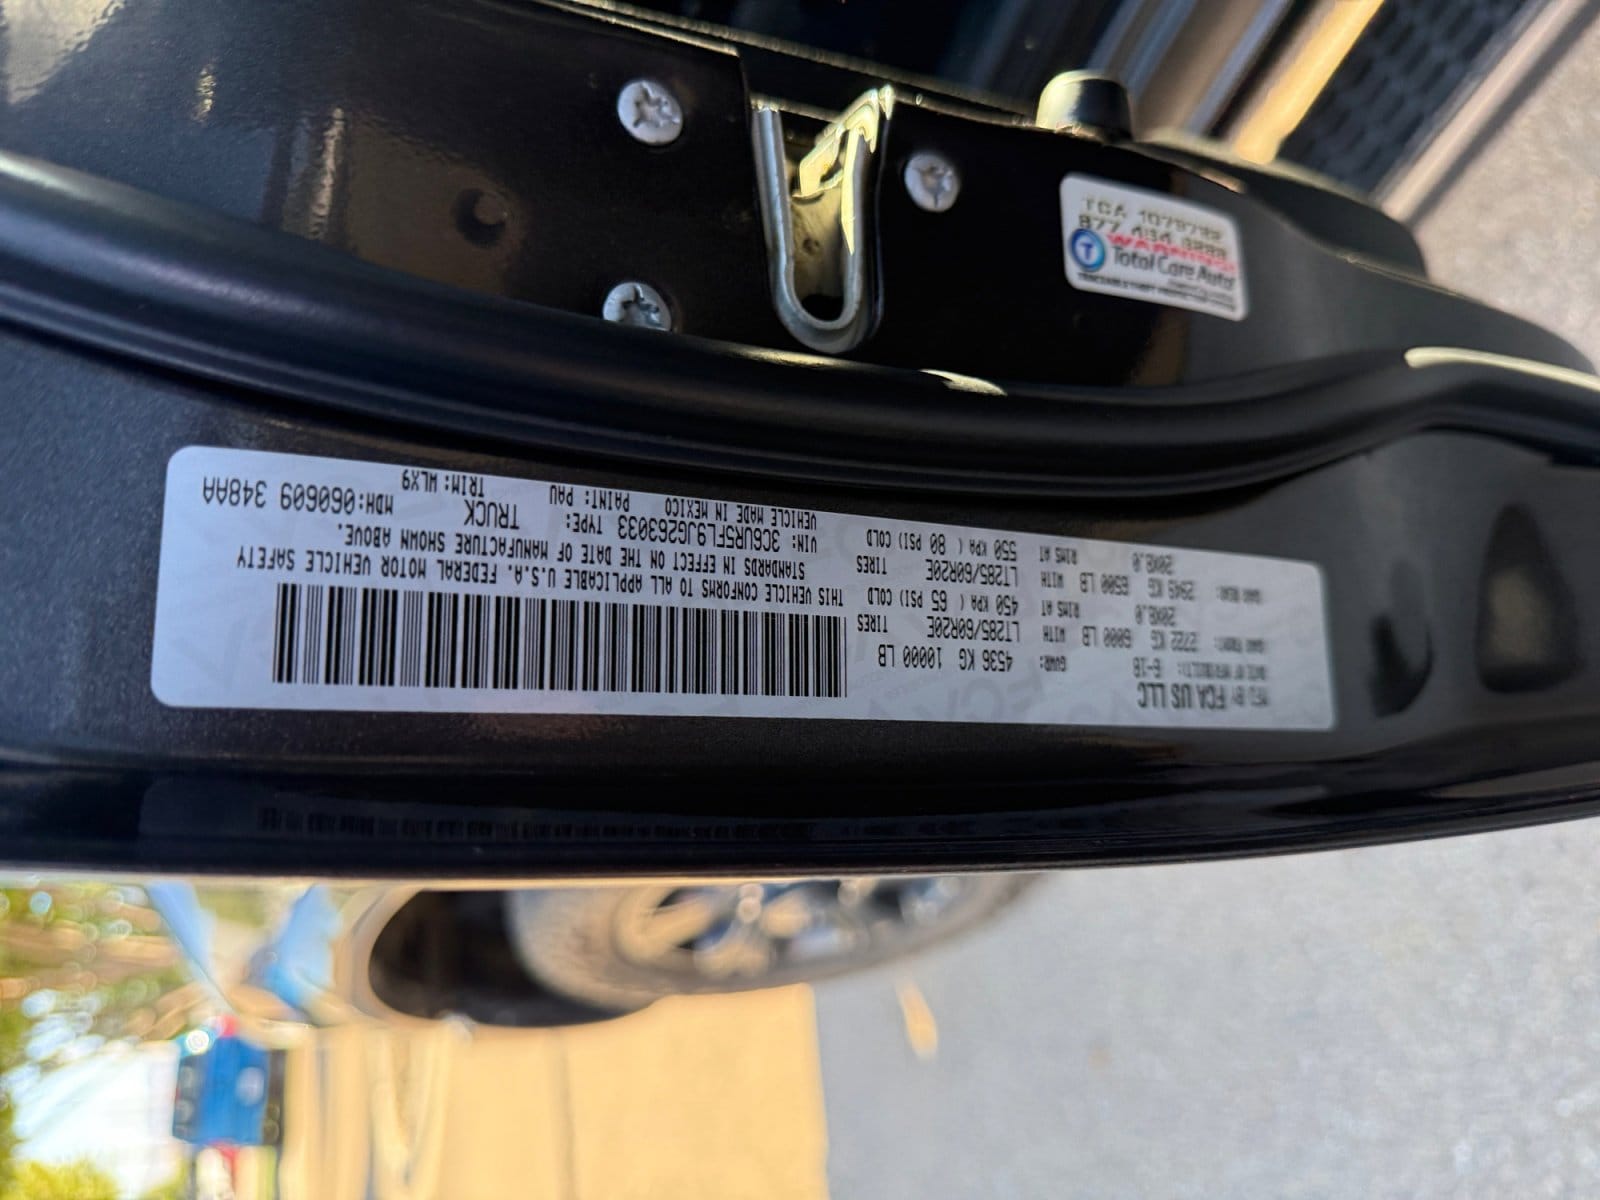 MFD BY FCA US LLC
DATE OF MFR(BUILT): 6-18
GVWR: 4536 KG 10000 LB
GAWR FRONT: 2722 KG 6000 LB WITH TIRES LT285/60R20E
20X8.0 RIMS AT 450 KPA ( 65 PSI) COLD
GAWR REAR: 2949 KG 6500 LB WITH TIRES LT285/60R20E
20X8.0 RIMS AT 550 KPA ( 80 PSI) COLD
THIS VEHICLE CONFORMS TO ALL APPLICABLE U.S.A. FEDERAL MOTOR VEHICLE SAFETY
STANDARDS IN EFFECT ON THE DATE OF MANUFACTURE SHOWN ABOVE.
VIN: 3C6UR5FL9JG263033 TYPE: TRUCK MDH:060609 348AA
VEHICLE MADE IN MEXICO PAINT: PAU TRIM: WLX9
TCA
877
WARNING!
T Total Care Auto